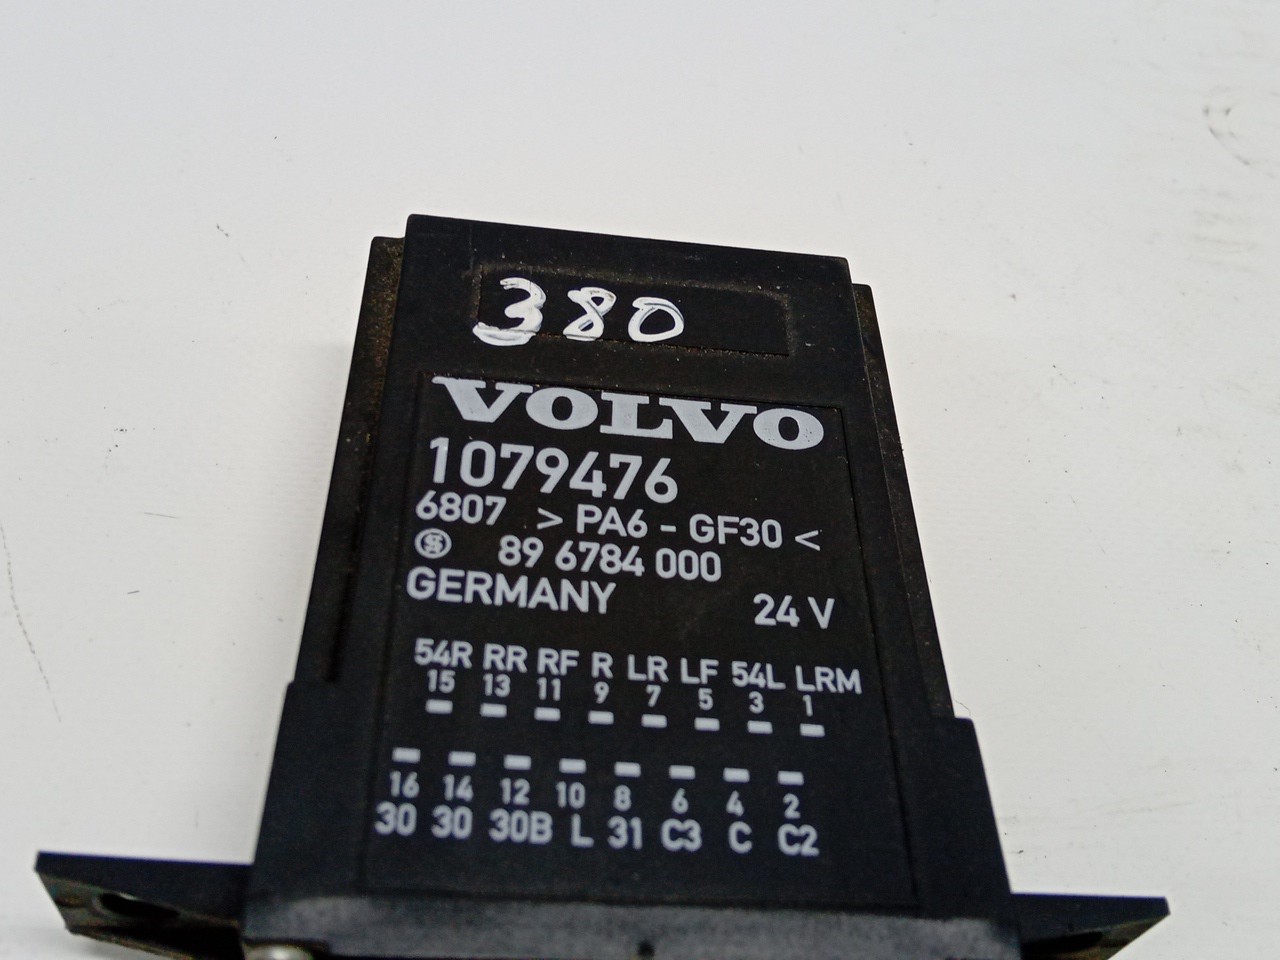 380
VOLVO
1079476
6807 > PA6 - GF30 <
89 6784 000
GERMANY 24 V
54R RR RF R LR LF 54L LRM
15 13 11 9 7 5 3 1
16 14 12 10 8 6 4 2
30 30 30B L 31 C3 C C2